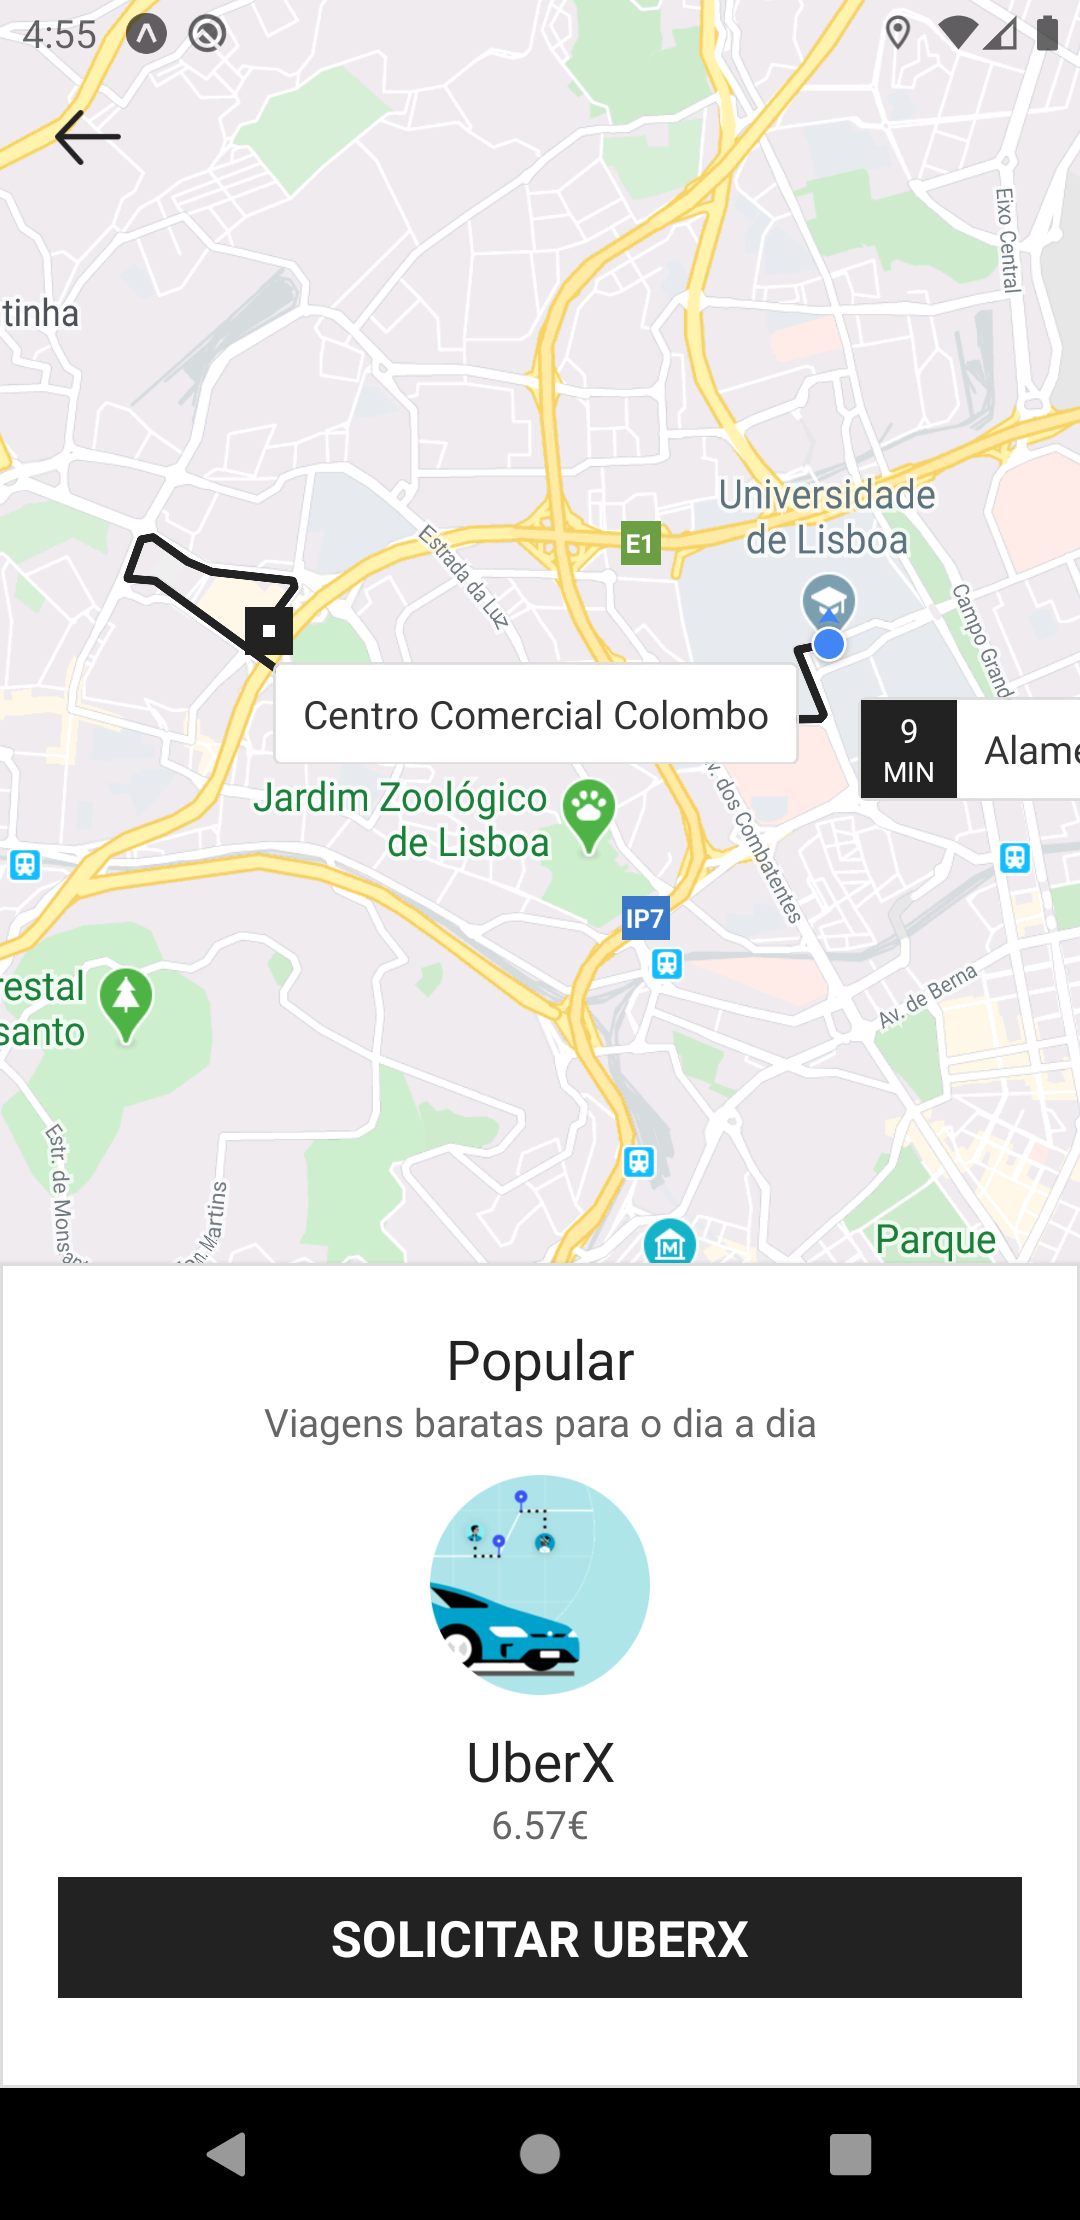 4:55
Eixo Central
tinha
Universidade
de Lisboa
E1
Estrada da Luz
Campo Grand
Centro Comercial Colombo
9
MIN
Alame
Jardim Zoológico
de Lisboa
v. dos Combatentes
IP7
restal
santo
Av. de Berna
Estr. de Monsan
on. Martins
M
Parque
Popular
Viagens baratas para o dia a dia
UberX
6.57€
SOLICITAR UBERX